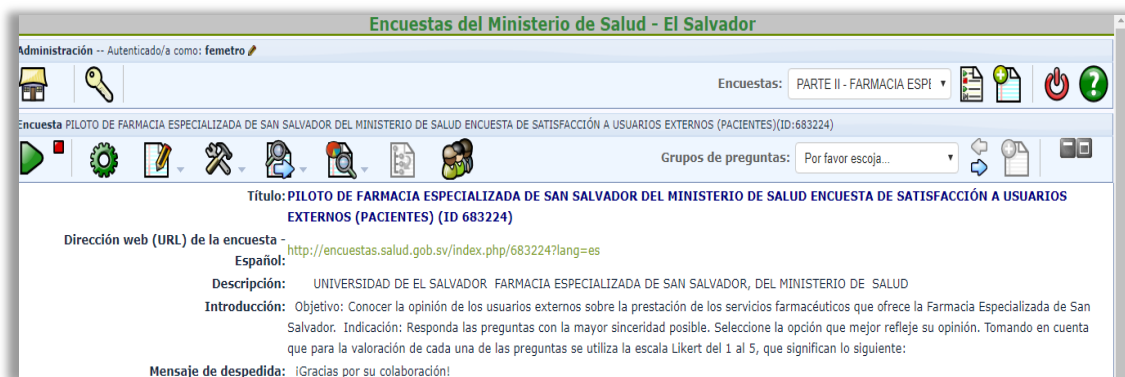 Encuestas del Ministerio de Salud - El Salvador
Administración -- Autenticado/a como: femetro
Encuestas: PARTE II - FARMACIA ESPE
Encuesta PILOTO DE FARMACIA ESPECIALIZADA DE SAN SALVADOR DEL MINISTERIO DE SALUD ENCUESTA DE SATISFACCIÓN A USUARIOS EXTERNOS (PACIENTES)(ID:683224)
Grupos de preguntas: Por favor escoja...
Título: PILOTO DE FARMACIA ESPECIALIZADA DE SAN SALVADOR DEL MINISTERIO DE SALUD ENCUESTA DE SATISFACCIÓN A USUARIOS
EXTERNOS (PACIENTES) (ID 683224)
Dirección web (URL) de la encuesta -
Español: http://encuestas.salud.gob.sv/index.php/683224?lang=es
Descripción: UNIVERSIDAD DE EL SALVADOR FARMACIA ESPECIALIZADA DE SAN SALVADOR, DEL MINISTERIO DE SALUD
Introducción: Objetivo: Conocer la opinión de los usuarios externos sobre la prestación de los servicios farmacéuticos que ofrece la Farmacia Especializada de San
Salvador. Indicación: Responda las preguntas con la mayor sinceridad posible. Seleccione la opción que mejor refleje su opinión. Tomando en cuenta
que para la valoración de cada una de las preguntas se utiliza la escala Likert del 1 al 5, que significan lo siguiente:
Mensaje de despedida: ¡Gracias por su colaboración!